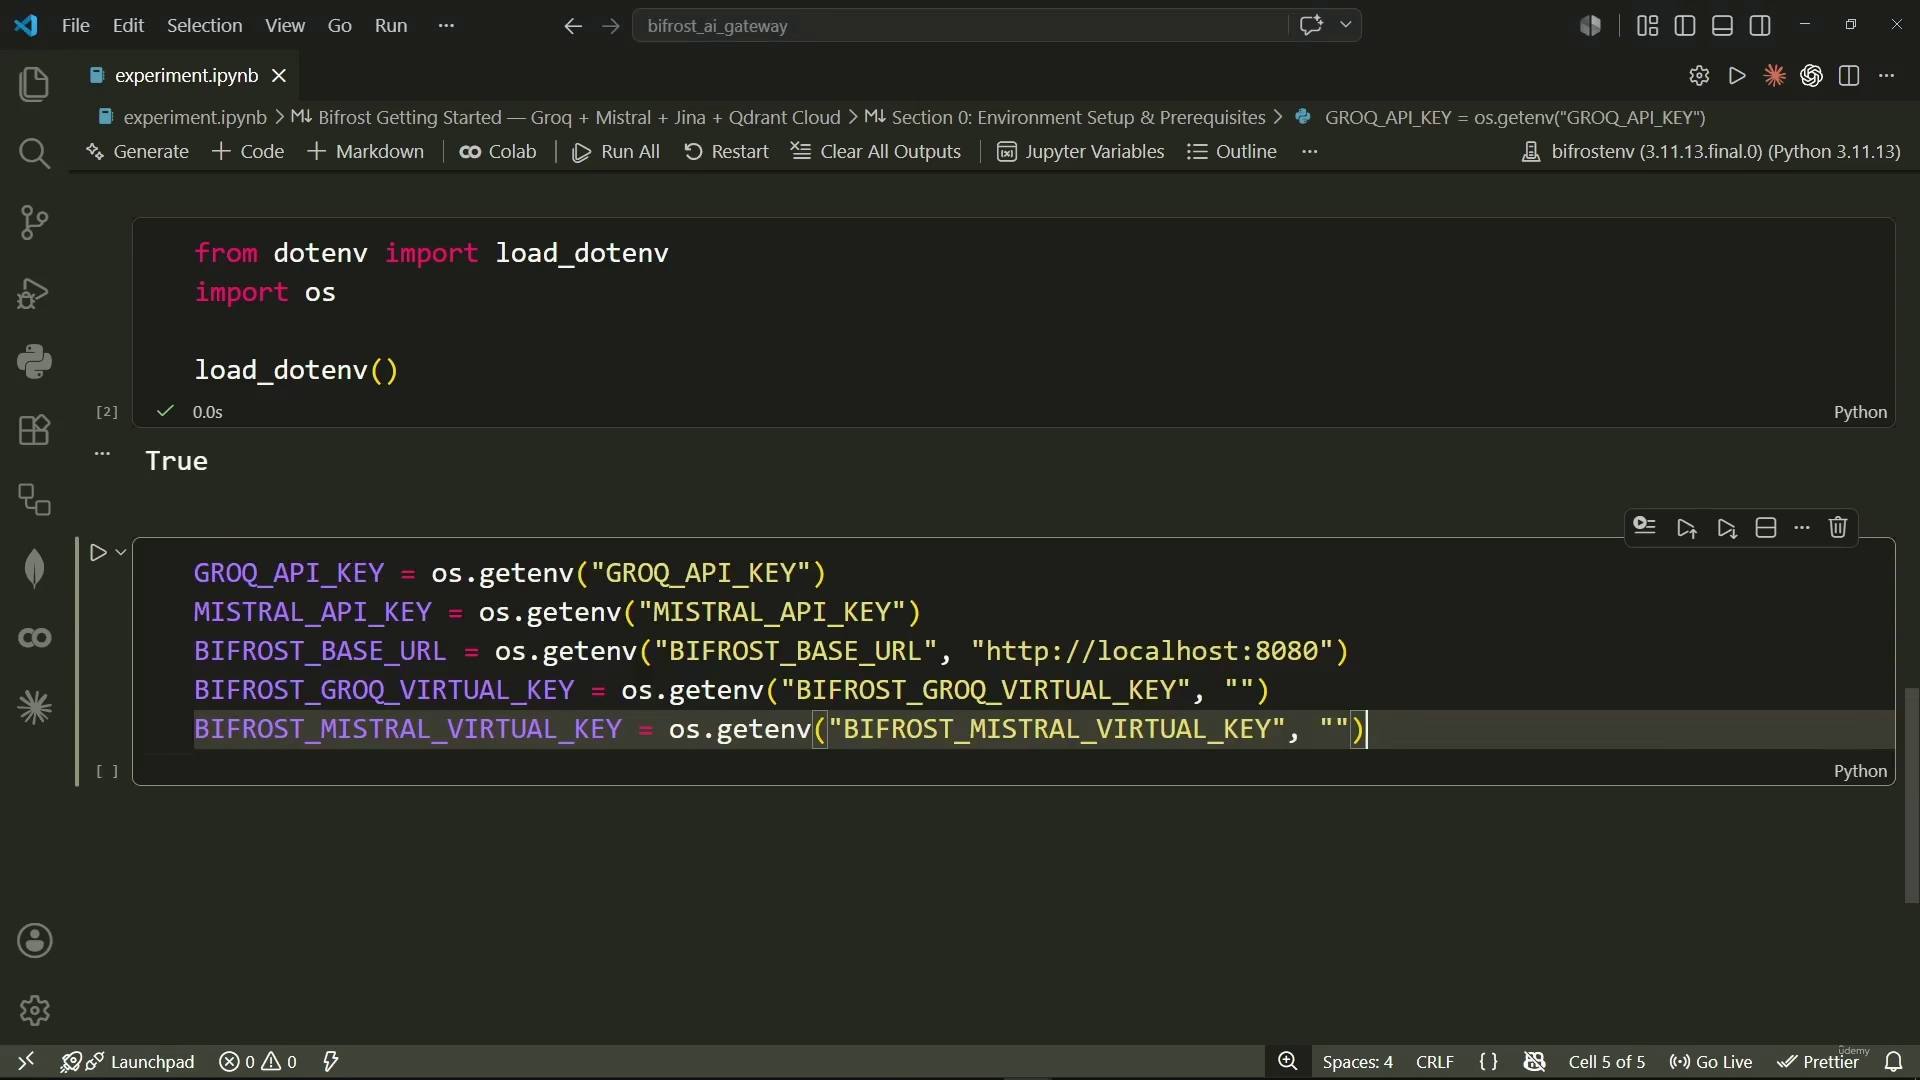 File Edit Selection View Go Run ···
bifrost_ai_gateway
experiment.ipynb
experiment.ipynb > M↓ Bifrost Getting Started — Groq + Mistral + Jina + Qdrant Cloud > M↓ Section 0: Environment Setup & Prerequisites > GROQ_API_KEY = os.getenv("GROQ_API_KEY")
Generate + Code + Markdown Colab Run All Restart Clear All Outputs Jupyter Variables Outline ··· bifrostenv (3.11.13.final.0) (Python 3.11.13)
from dotenv import load_dotenv
import os
load_dotenv()
[2] 0.0s Python
··· True
GROQ_API_KEY = os.getenv("GROQ_API_KEY")
MISTRAL_API_KEY = os.getenv("MISTRAL_API_KEY")
BIFROST_BASE_URL = os.getenv("BIFROST_BASE_URL", "http://localhost:8080")
BIFROST_GROQ_VIRTUAL_KEY = os.getenv("BIFROST_GROQ_VIRTUAL_KEY", "")
BIFROST_MISTRAL_VIRTUAL_KEY = os.getenv("BIFROST_MISTRAL_VIRTUAL_KEY", "")
[ ] Python
Launchpad 0 0 Spaces: 4 CRLF { } Cell 5 of 5 Go Live Prettier
udemy